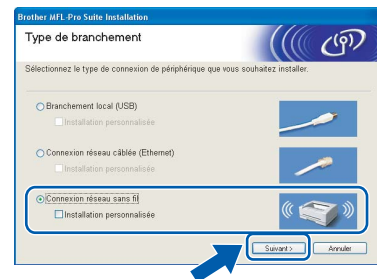 Brother MFL-Pro Suite Installation
Type de branchement
Sélectionnez le type de connexion de périphérique que vous souhaitez installer.
Branchement local (USB)
Installation personnalisée
Connexion réseau câblée (Ethernet)
Installation personnalisée
Connexion réseau sans fil
Installation personnalisée
Suivant >
Annuler